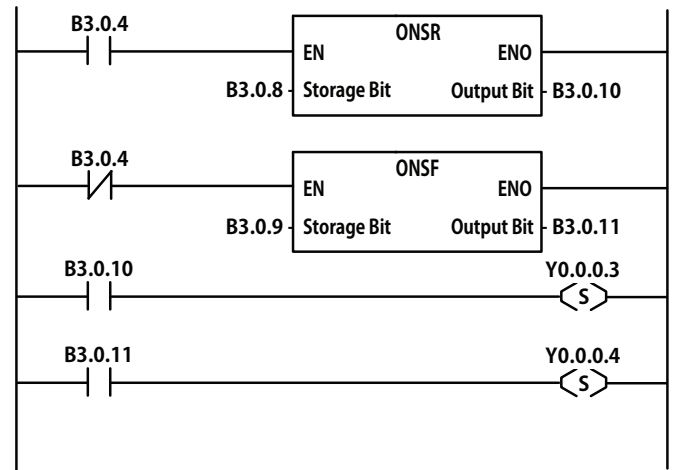 B3.0.4
ONSR
EN ENO
B3.0.8 Storage Bit Output Bit B3.0.10
B3.0.4
ONSF
EN ENO
B3.0.9 Storage Bit Output Bit B3.0.11
B3.0.10 Y0.0.0.3
S
B3.0.11 Y0.0.0.4
S